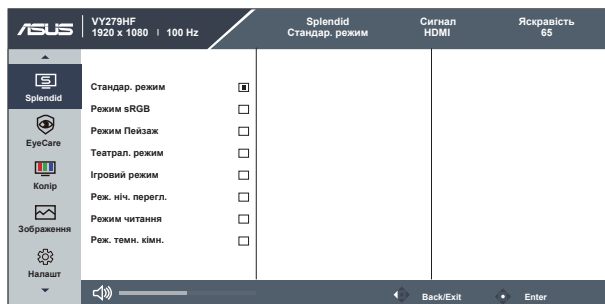 ASUS
VY279HF
1920 x 1080 | 100 Hz
Splendid
Стандар. режим
Сигнал
HDMI
Яскравість
65
Splendid
EyeCare
Колір
Зображення
Налашт
Стандар. режим
Режим sRGB
Режим Пейзаж
Театрал. режим
Ігровий режим
Реж. ніч. перегл.
Режим читання
Реж. темн. кімн.
Back/Exit
Enter